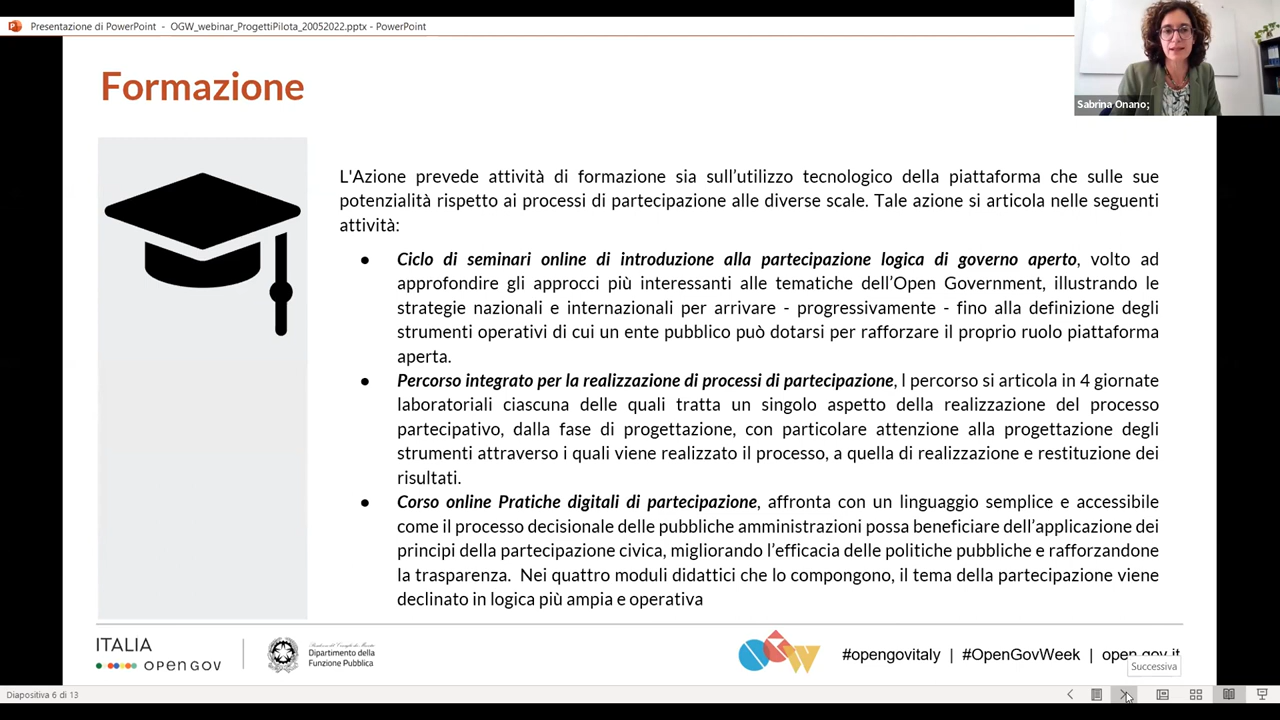 Presentazione di PowerPoint - OGW_webinar_ProgettiPilota_20052022.pptx - PowerPoint
Sabrina Onano;
Formazione
L'Azione prevede attività di formazione sia sull'utilizzo tecnologico della piattaforma che sulle sue
potenzialità rispetto ai processi di partecipazione alle diverse scale. Tale azione si articola nelle seguenti
attività:
● Ciclo di seminari online di introduzione alla partecipazione logica di governo aperto, volto ad
approfondire gli approcci più interessanti alle tematiche dell'Open Government, illustrando le
strategie nazionali e internazionali per arrivare - progressivamente - fino alla definizione degli
strumenti operativi di cui un ente pubblico può dotarsi per rafforzare il proprio ruolo piattaforma
aperta.
● Percorso integrato per la realizzazione di processi di partecipazione, l percorso si articola in 4 giornate
laboratoriali ciascuna delle quali tratta un singolo aspetto della realizzazione del processo
partecipativo, dalla fase di progettazione, con particolare attenzione alla progettazione degli
strumenti attraverso i quali viene realizzato il processo, a quella di realizzazione e restituzione dei
risultati.
● Corso online Pratiche digitali di partecipazione, affronta con un linguaggio semplice e accessibile
come il processo decisionale delle pubbliche amministrazioni possa beneficiare dell'applicazione dei
principi della partecipazione civica, migliorando l'efficacia delle politiche pubbliche e rafforzandone
la trasparenza. Nei quattro moduli didattici che lo compongono, il tema della partecipazione viene
declinato in logica più ampia e operativa
ITALIA
OPEN GOV
Dipartimento della
Funzione Pubblica
OGW
#opengovitaly | #OpenGovWeek | open.gov.it
Successiva
Diapositiva 6 di 13